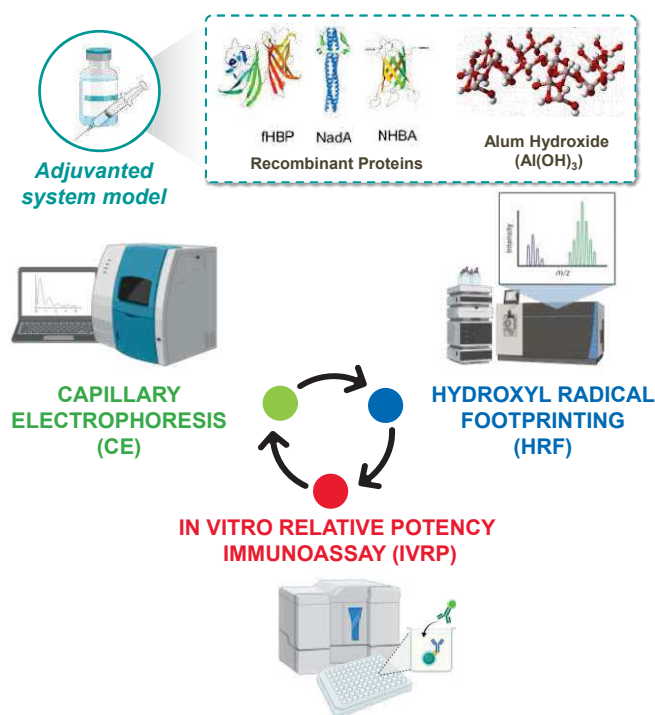 fHBP
NadA
NHBA
Recombinant Proteins
Alum Hydroxide
(Al(OH)₃)
Adjuvanted
system model
Intensity
m/z
CAPILLARY
ELECTROPHORESIS
(CE)
HYDROXYL RADICAL
FOOTPRINTING
(HRF)
IN VITRO RELATIVE POTENCY
IMMUNOASSAY (IVRP)